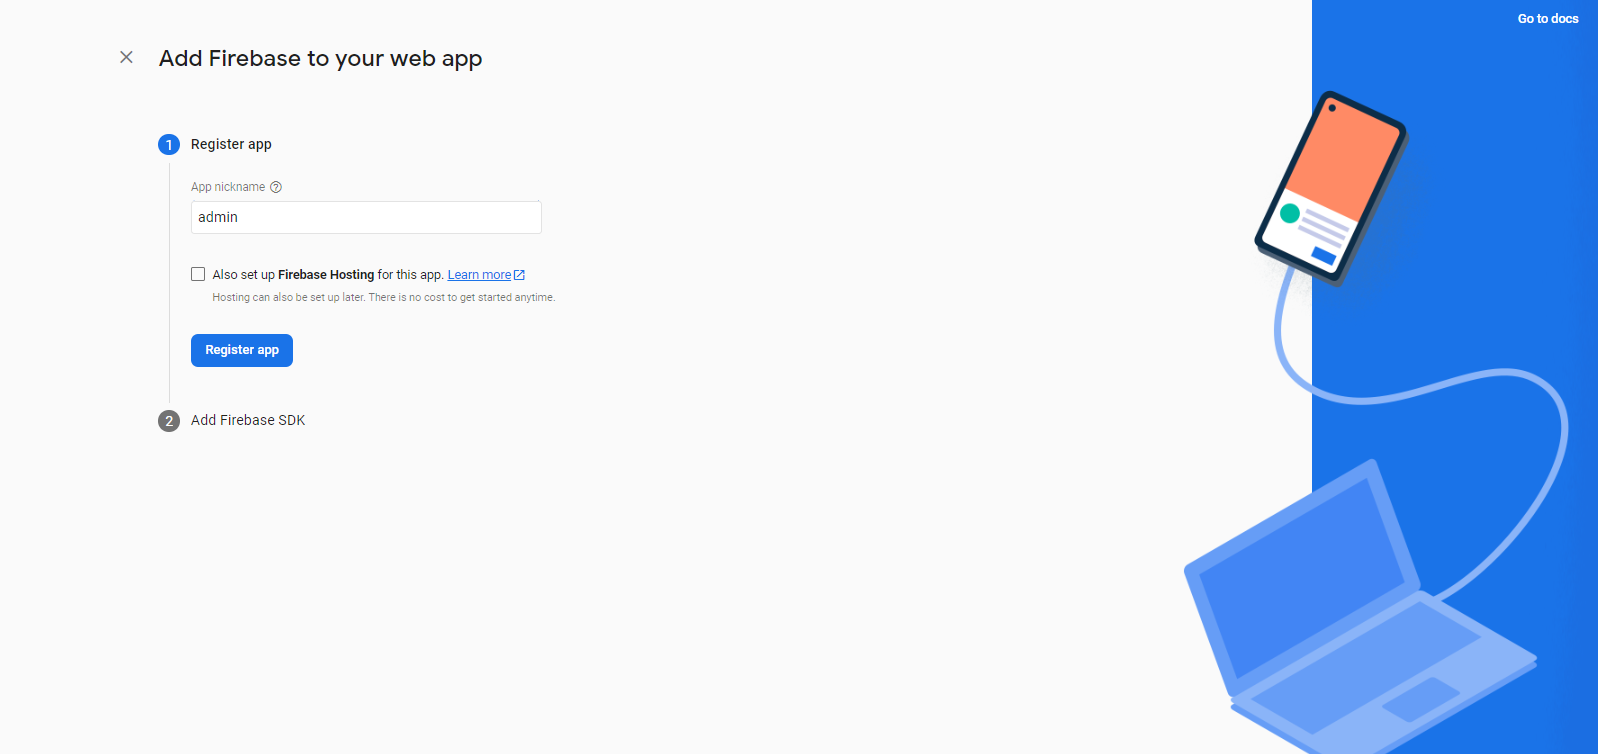 Go to docs
Add Firebase to your web app
1 Register app
App nickname ?
admin
Also set up Firebase Hosting for this app. Learn more
Hosting can also be set up later. There is no cost to get started anytime.
Register app
2 Add Firebase SDK